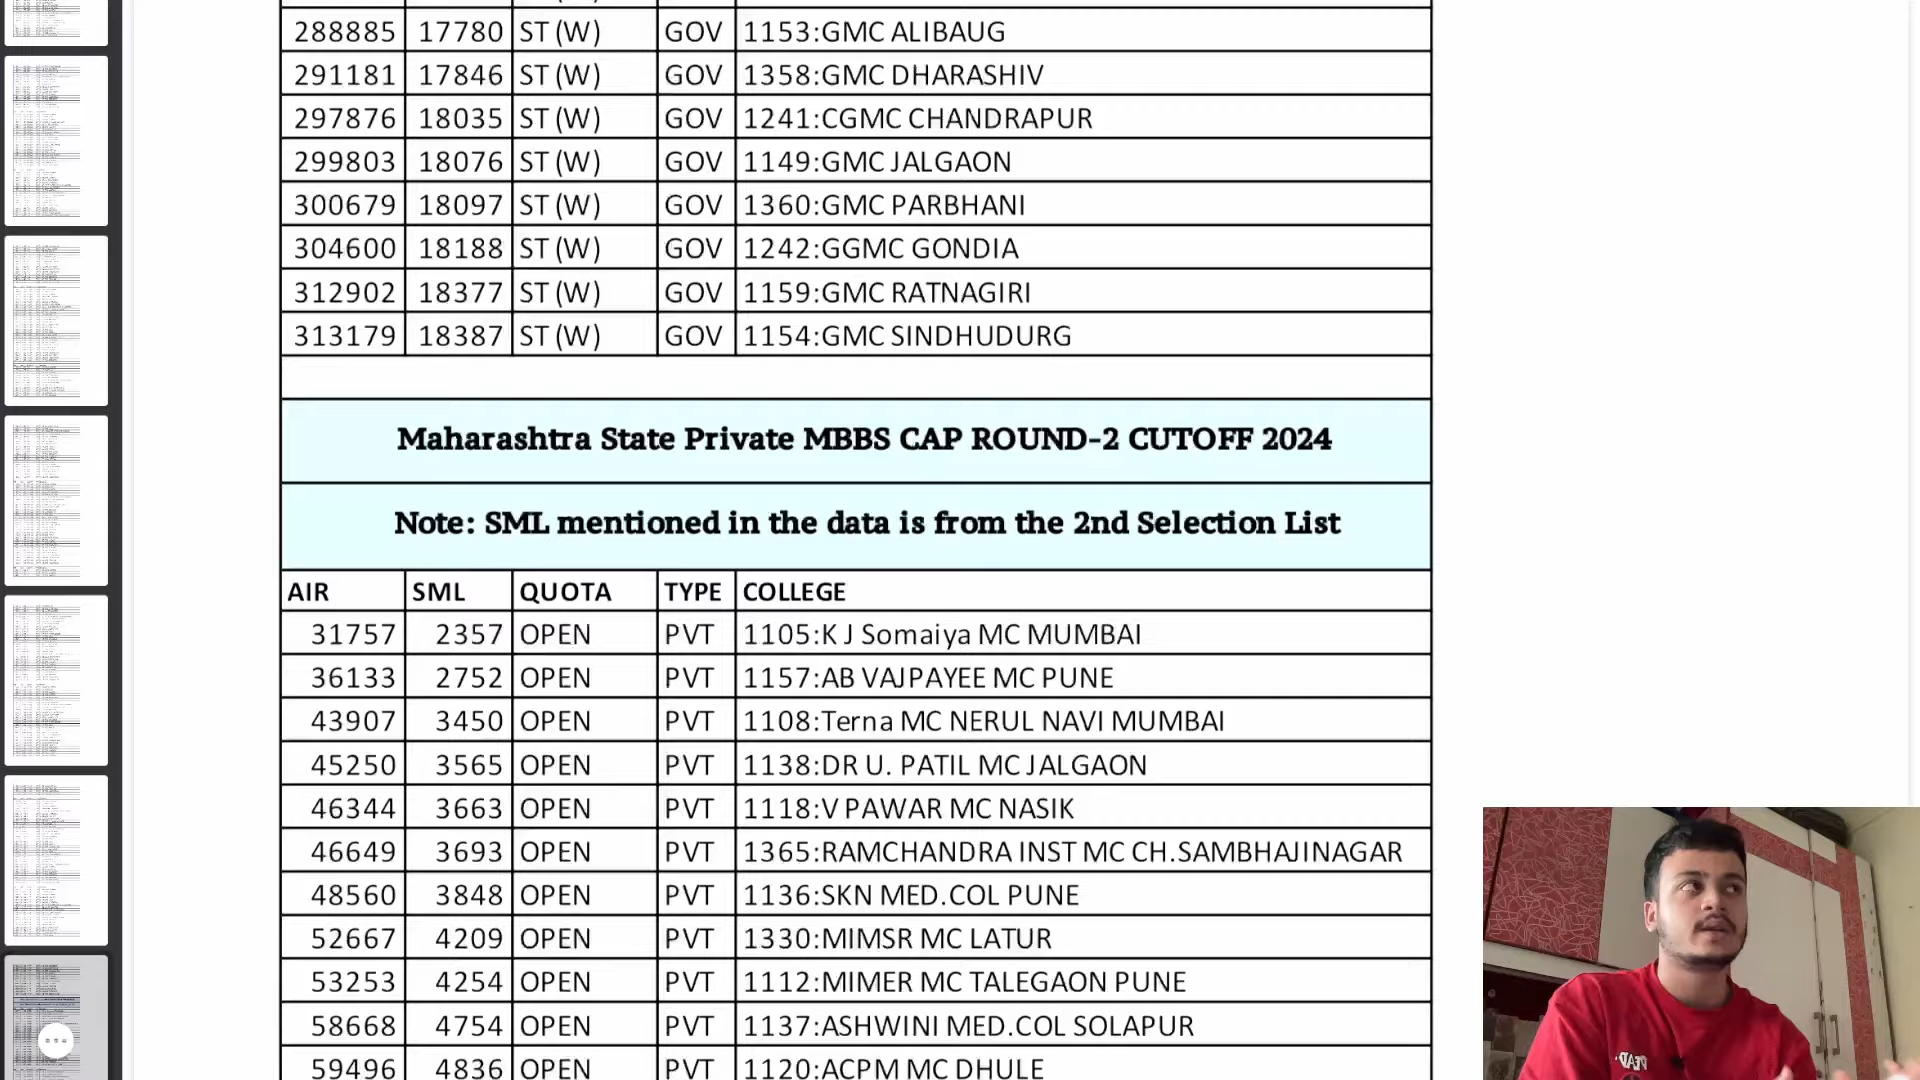 288885 17780 ST (W) GOV 1153:GMC ALIBAUG
291181 17846 ST (W) GOV 1358:GMC DHARASHIV
297876 18035 ST (W) GOV 1241:CGMC CHANDRAPUR
299803 18076 ST (W) GOV 1149:GMC JALGAON
300679 18097 ST (W) GOV 1360:GMC PARBHANI
304600 18188 ST (W) GOV 1242:GGMC GONDIA
312902 18377 ST (W) GOV 1159:GMC RATNAGIRI
313179 18387 ST (W) GOV 1154:GMC SINDHUDURG
Maharashtra State Private MBBS CAP ROUND-2 CUTOFF 2024
Note: SML mentioned in the data is from the 2nd Selection List
AIR SML QUOTA TYPE COLLEGE
31757 2357 OPEN PVT 1105:K J Somaiya MC MUMBAI
36133 2752 OPEN PVT 1157:AB VAJPAYEE MC PUNE
43907 3450 OPEN PVT 1108:Terna MC NERUL NAVI MUMBAI
45250 3565 OPEN PVT 1138:DR U. PATIL MC JALGAON
46344 3663 OPEN PVT 1118:V PAWAR MC NASIK
46649 3693 OPEN PVT 1365:RAMCHANDRA INST MC CH.SAMBHAJINAGAR
48560 3848 OPEN PVT 1136:SKN MED.COL PUNE
52667 4209 OPEN PVT 1330:MIMSR MC LATUR
53253 4254 OPEN PVT 1112:MIMER MC TALEGAON PUNE
58668 4754 OPEN PVT 1137:ASHWINI MED.COL SOLAPUR
59496 4836 OPEN PVT 1120:ACPM MC DHULE